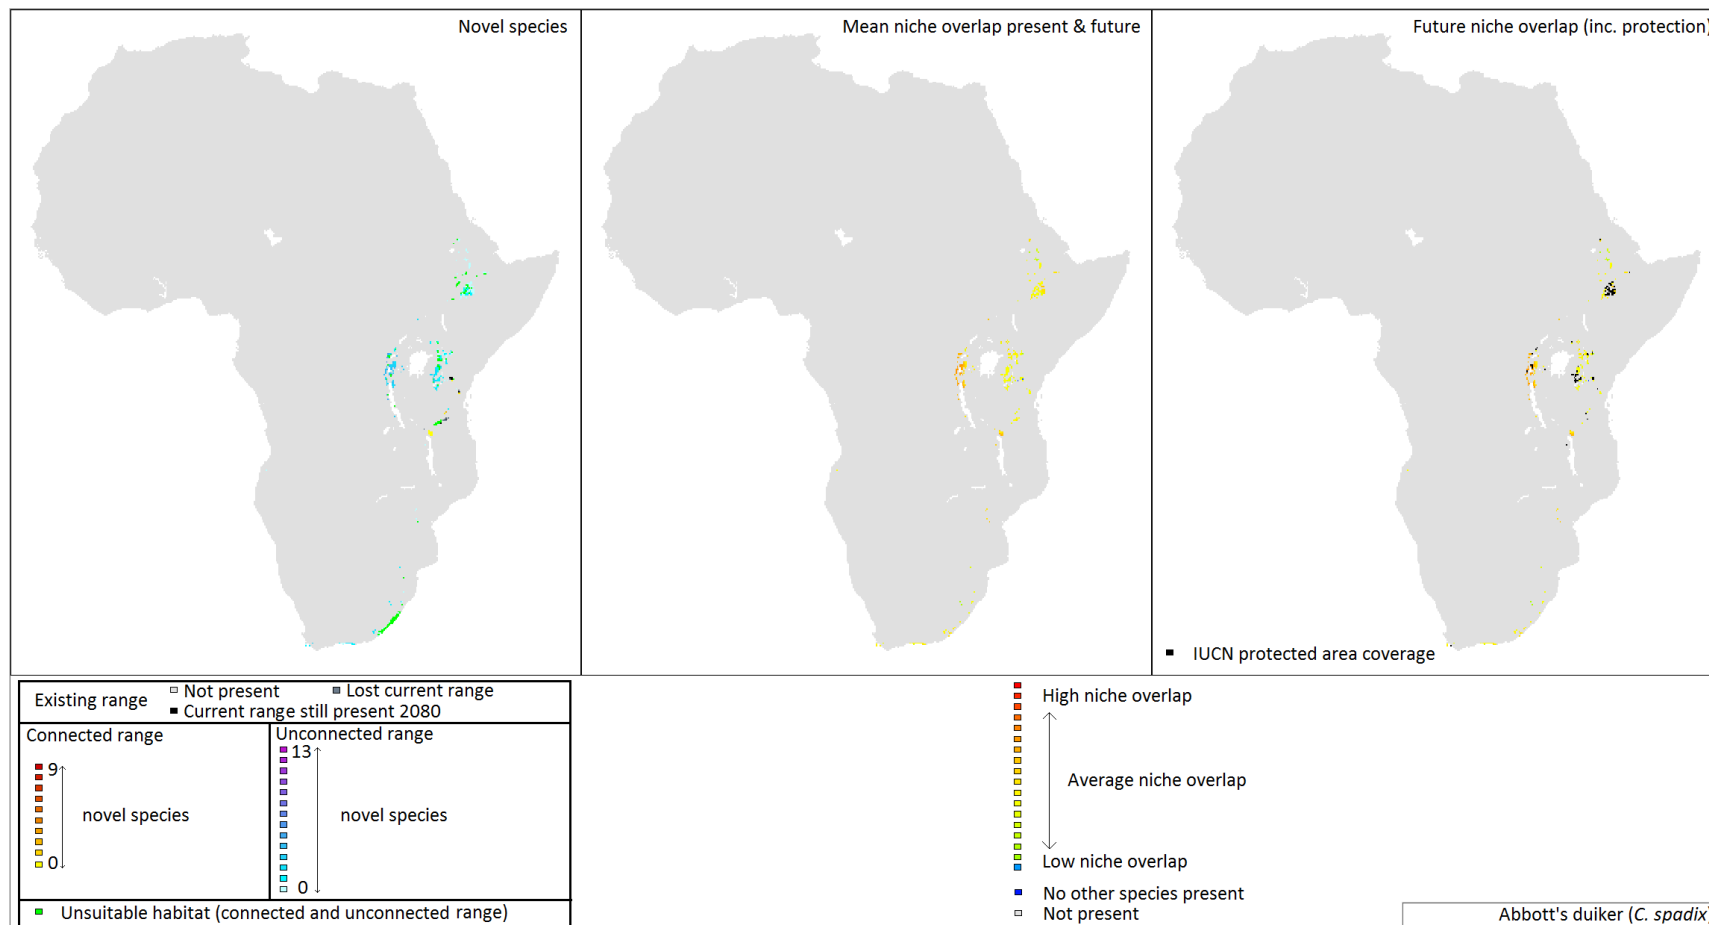 Novel species
Mean niche overlap present & future
Future niche overlap (inc. protection)
IUCN protected area coverage
Existing range
Not present
Lost current range
Current range still present 2080
Connected range
9
novel species
0
Unconnected range
13
novel species
0
Unsuitable habitat (connected and unconnected range)
High niche overlap
Average niche overlap
Low niche overlap
No other species present
Not present
Abbott's duiker (C. spadix)